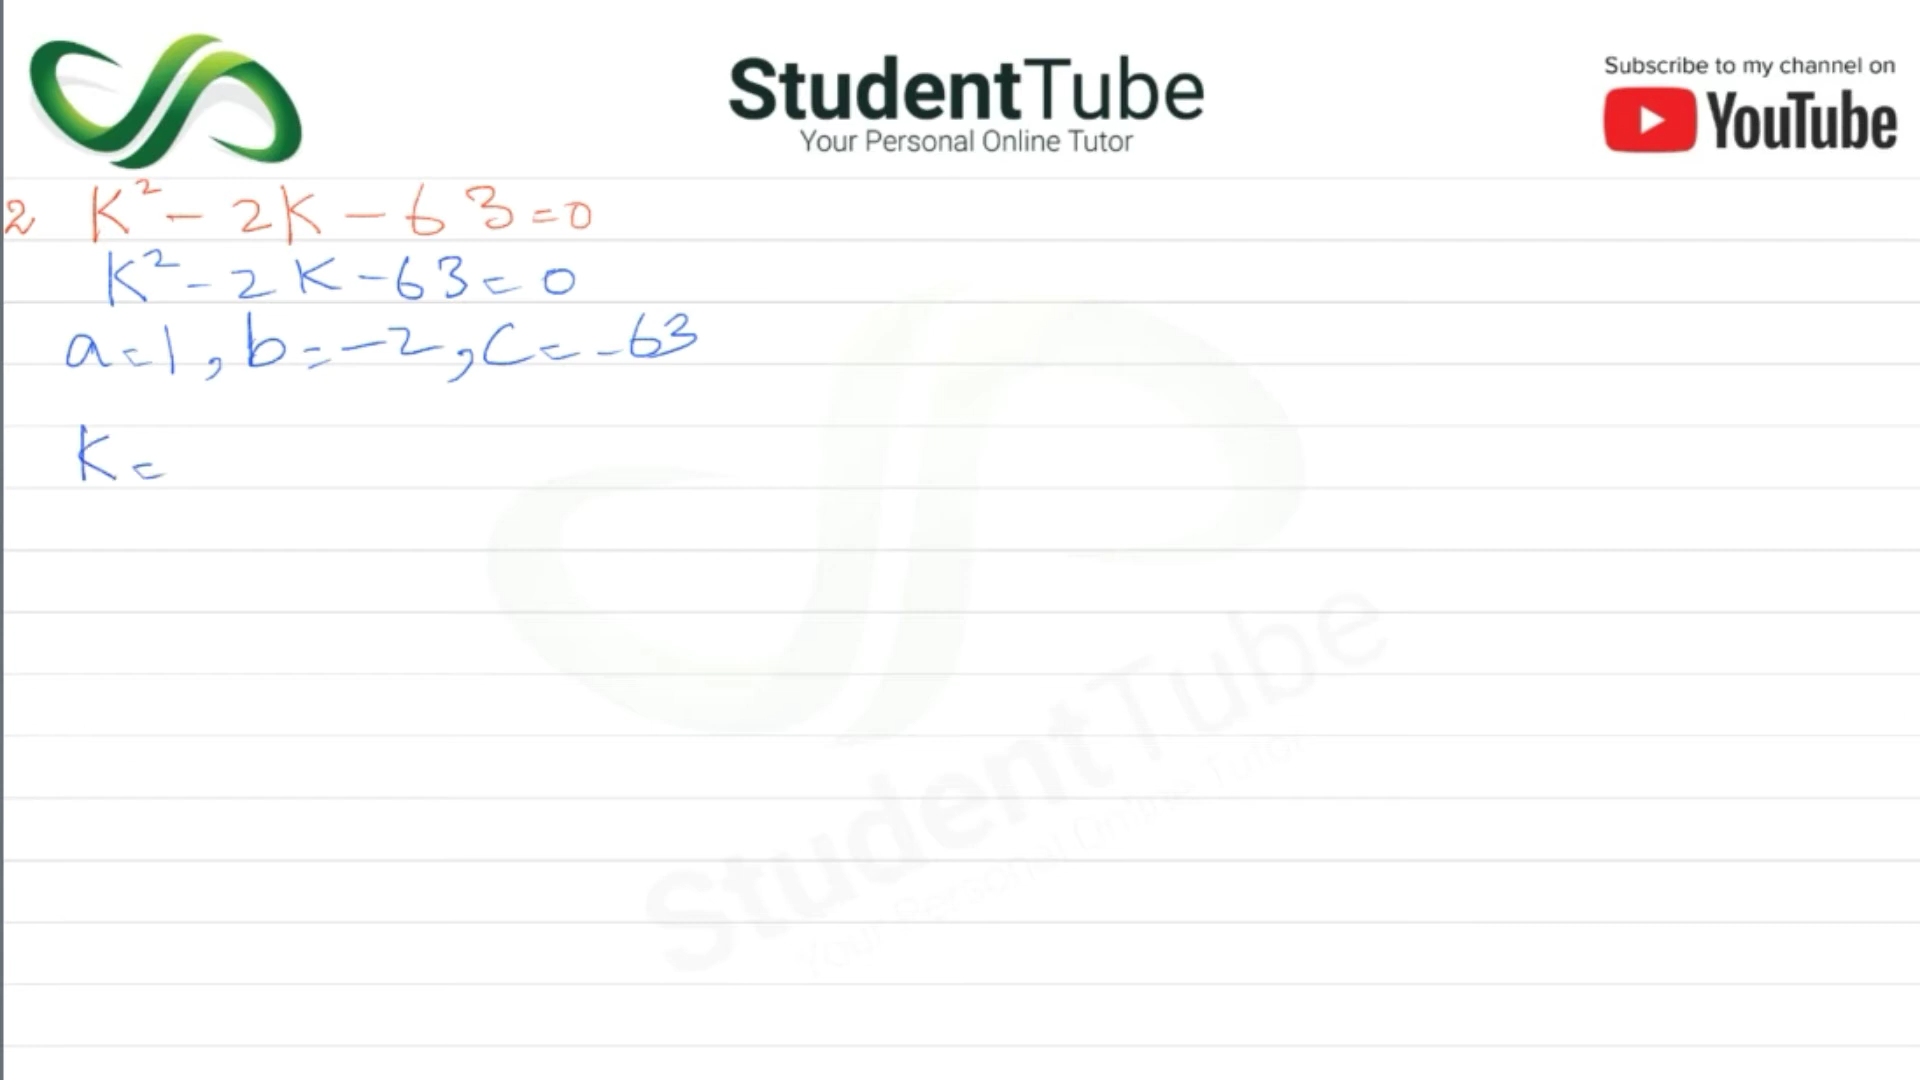 StudentTube
Your Personal Online Tutor
Subscribe to my channel on
YouTube
2 K² - 2K - 63 = 0
K² - 2K - 63 = 0
a = 1, b = -2, C = -63
K =
StudentTube
Your Personal Online Tutor